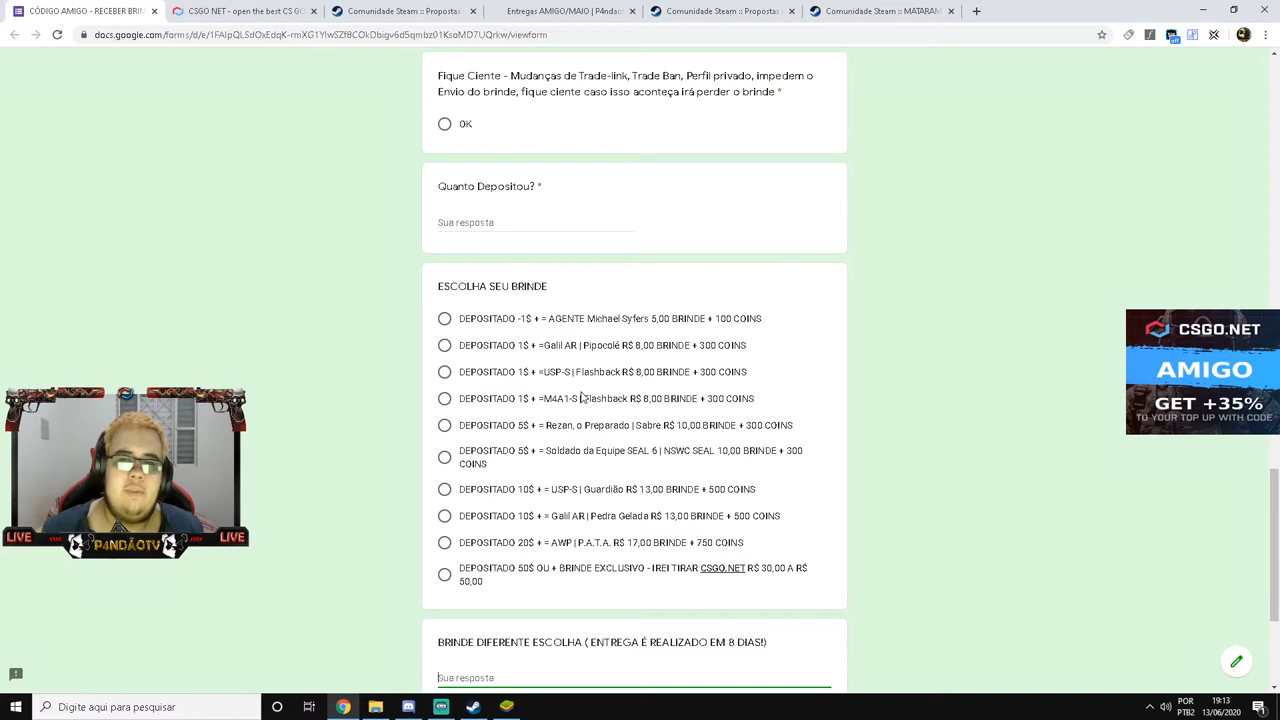 CÓDIGO AMIGO - RECEBER BRIN
CSGO NET - open the best CS GO
Comunidade Steam :: Propostas
Entregas AMIGO/MAIO | P4ndao
Comunidade Steam :: Propostas
Comunidade Steam :: MATARAM
docs.google.com/forms/d/e/1FAIpQLSdOxEdqK-rmXG1YIwSZf8COkDbigv6d5qmbz01KsoMD7UQrkw/viewform
off
Fique Ciente - Mudanças de Trade-link, Trade Ban, Perfil privado, impedem o
Envio do brinde, fique ciente caso isso aconteça irá perder o brinde *
OK
Quanto Depositou? *
Sua resposta
ESCOLHA SEU BRINDE
DEPOSITADO -1$ + = AGENTE Michael Syfers 5,00 BRINDE + 100 COINS
DEPOSITADO 1$ + =Galil AR | Pipocolé R$ 8,00 BRINDE + 300 COINS
DEPOSITADO 1$ + =USP-S | Flashback R$ 8,00 BRINDE + 300 COINS
DEPOSITADO 1$ + =M4A1-S | Flashback R$ 8,00 BRINDE + 300 COINS
DEPOSITADO 5$ + = Rezan, o Preparado | Sabre R$ 10,00 BRINDE + 300 COINS
DEPOSITADO 5$ + = Soldado da Equipe SEAL 6 | NSWC SEAL 10,00 BRINDE + 300
COINS
DEPOSITADO 10$ + = USP-S | Guardião R$ 13,00 BRINDE + 500 COINS
DEPOSITADO 10$ + = Galil AR | Pedra Gelada R$ 13,00 BRINDE + 500 COINS
DEPOSITADO 20$ + = AWP | P.A.T.A. R$ 17,00 BRINDE + 750 COINS
DEPOSITADO 50$ OU + BRINDE EXCLUSIVO - IREI TIRAR CSGO.NET R$ 30,00 A R$
50,00
BRINDE DIFERENTE ESCOLHA ( ENTREGA É REALIZADO EM 8 DIAS!)
Sua resposta
CSGO.NET
AMIGO
GET +35%
TO YOUR TOP UP WITH CODE
LIVE
P4NDÃOTV
LIVE
Digite aqui para pesquisar
POR
PTB2
19:13
13/06/2020
1